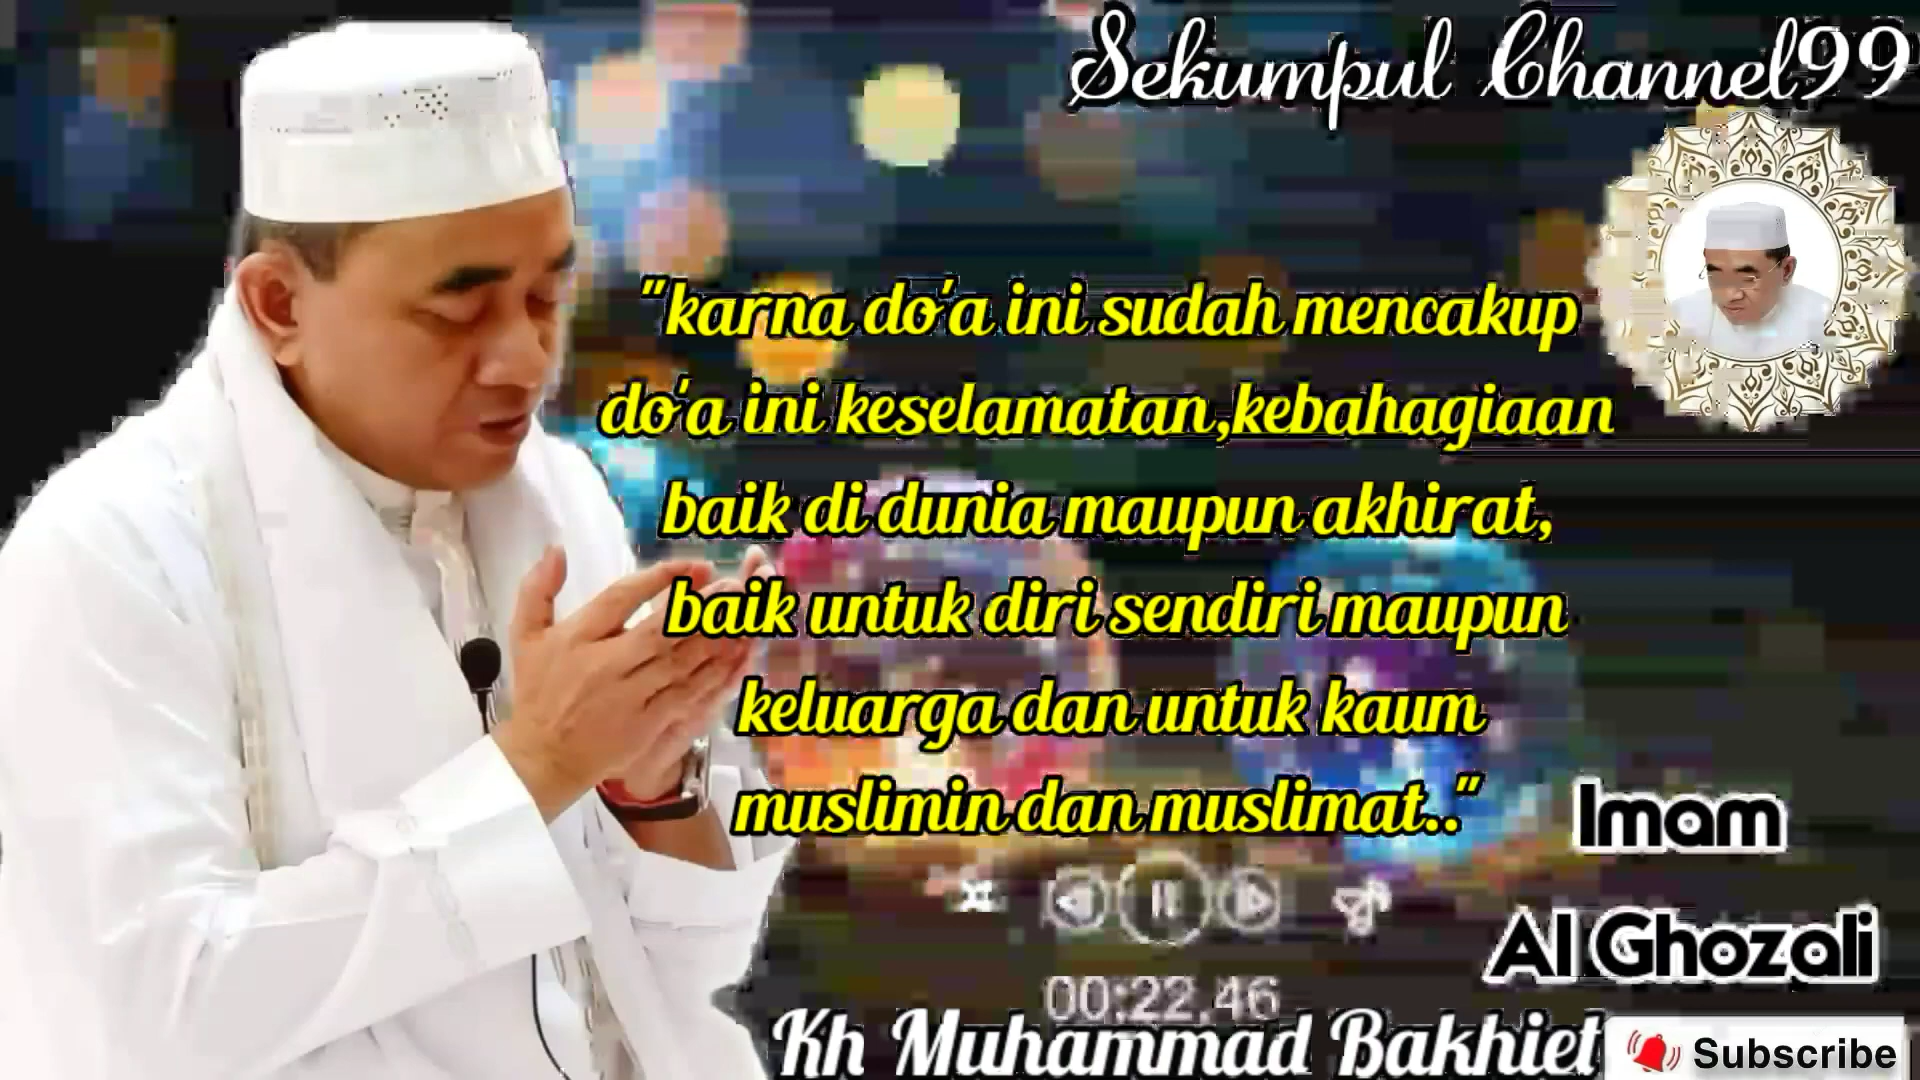 Sekumpul Channel99
"karna do'a ini sudah mencakup
do'a ini keselamatan,kebahagiaan
baik di dunia maupun akhirat,
baik untuk diri sendiri maupun
keluarga dan untuk kaum
muslimin dan muslimat.."
Imam
Al Ghozali
00:22.46
Kh Muhammad Bakhiet
Subscribe